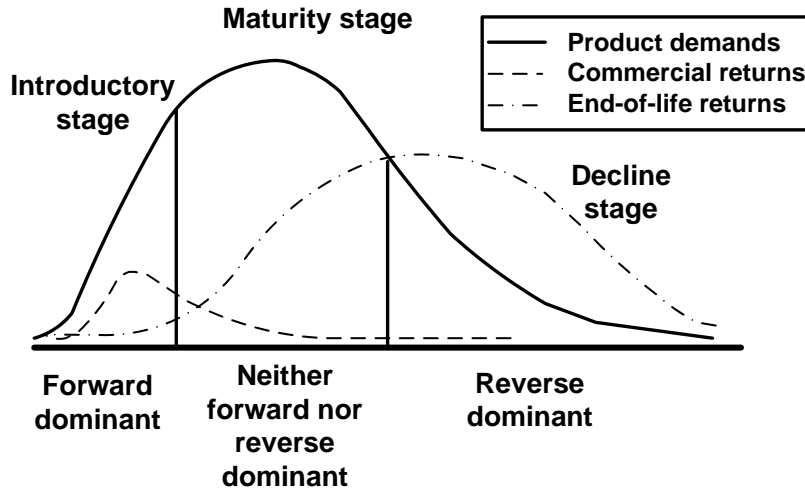 Maturity stage
Product demands
Commercial returns
End-of-life returns
Introductory
stage
Decline
stage
Forward
dominant
Neither
forward nor
reverse
dominant
Reverse
dominant